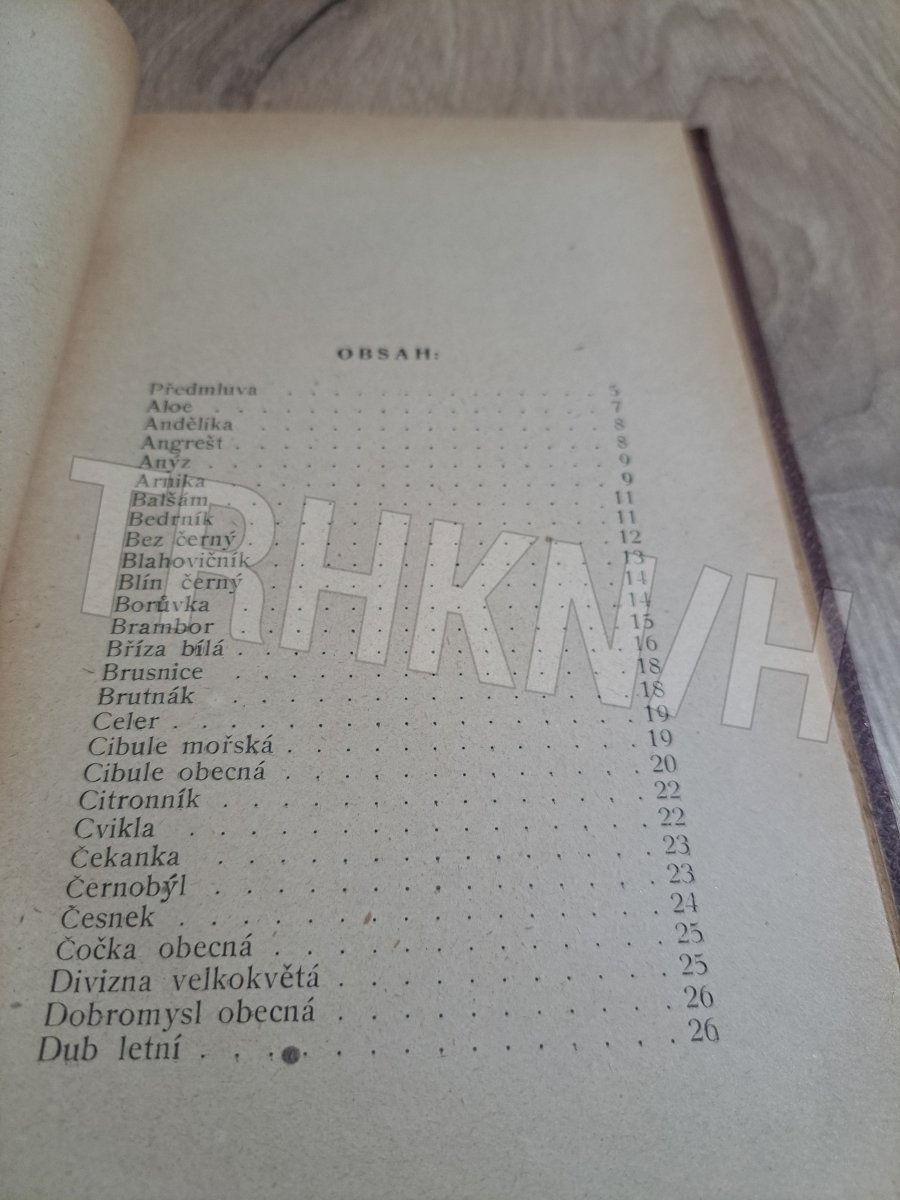 OBSAH:
Předmluva . . . . . . . . . . . . 5
Aloe . . . . . . . . . . . . . . 7
Andělika . . . . . . . . . . . . 8
Angrešt . . . . . . . . . . . . . 8
Anýz . . . . . . . . . . . . . . 9
Arnika . . . . . . . . . . . . . 9
Balšám . . . . . . . . . . . . . 11
Bedrník . . . . . . . . . . . . . 11
Bez černý . . . . . . . . . . . . 12
Blahovičník . . . . . . . . . . . 13
Blín černý . . . . . . . . . . . . 14
Borůvka . . . . . . . . . . . . . 14
Brambor . . . . . . . . . . . . . 15
Bříza bílá . . . . . . . . . . . . 16
Brusnice . . . . . . . . . . . . 18
Brutnák . . . . . . . . . . . . . 18
Celer . . . . . . . . . . . . . . 19
Cibule mořská . . . . . . . . . . 19
Cibule obecná . . . . . . . . . . 20
Citronník . . . . . . . . . . . . 22
Cvikla . . . . . . . . . . . . . 22
Čekanka . . . . . . . . . . . . . 23
Černobýl . . . . . . . . . . . . 23
Česnek . . . . . . . . . . . . . 24
Čočka obecná . . . . . . . . . . 25
Divizna velkokvětá . . . . . . . . 25
Dobromysl obecná . . . . . . . . 26
Dub letní . . . . . . . . . . . . 26
TRHKNIH